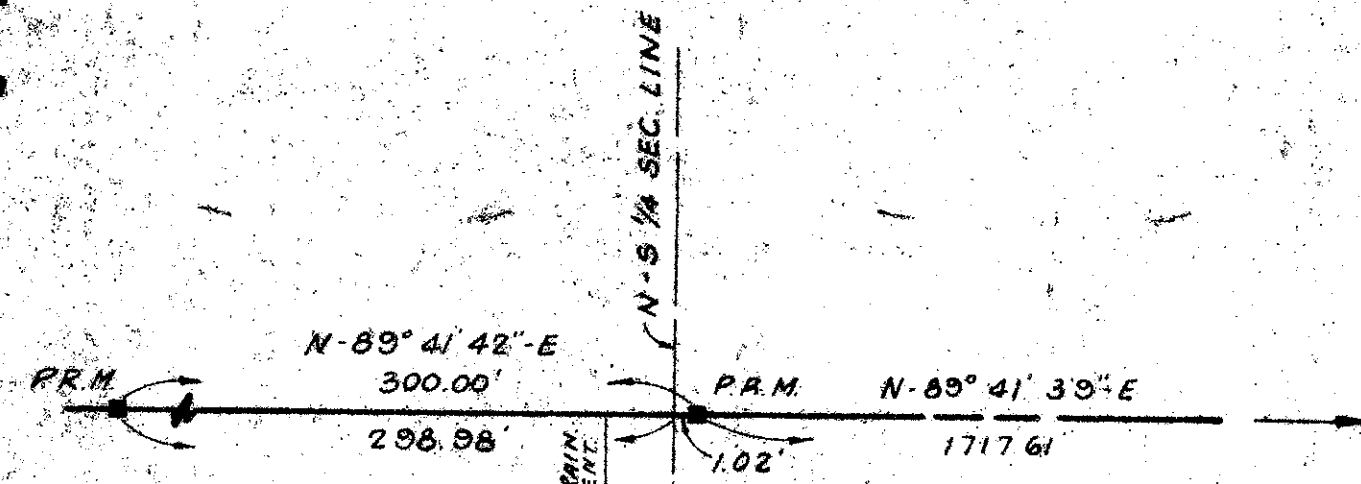 N-S 1/4 SEC. LINE
N-89° 41' 42"-E
P.R.M.
300.00'
P.R.M.
N-89° 41' 39"-E
298.98'
1.02'
1717.61'